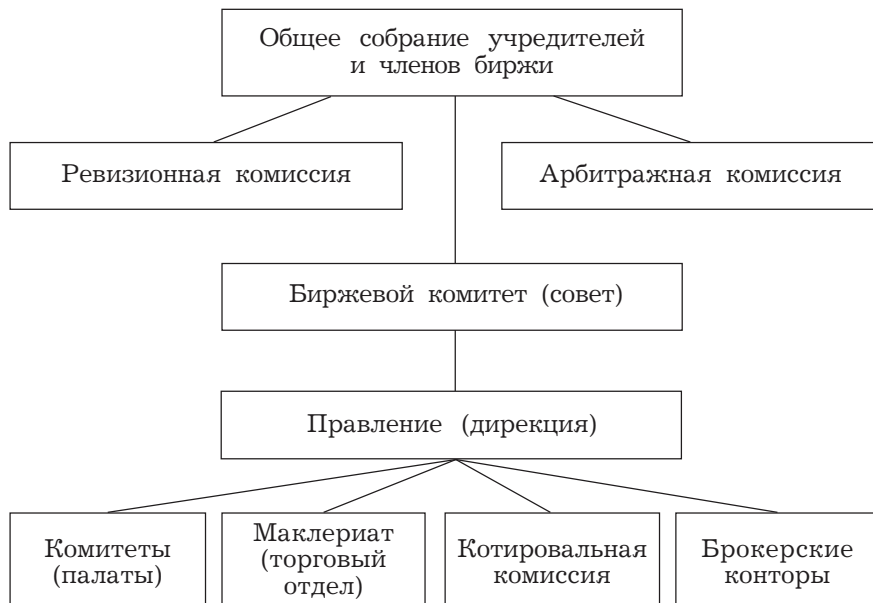 Общее собрание учредителей
и членов биржи
Ревизионная комиссия
Арбитражная комиссия
Биржевой комитет (совет)
Правление (дирекция)
Комитеты
(палаты)
Маклериат
(торговый
отдел)
Котировальная
комиссия
Брокерские
конторы